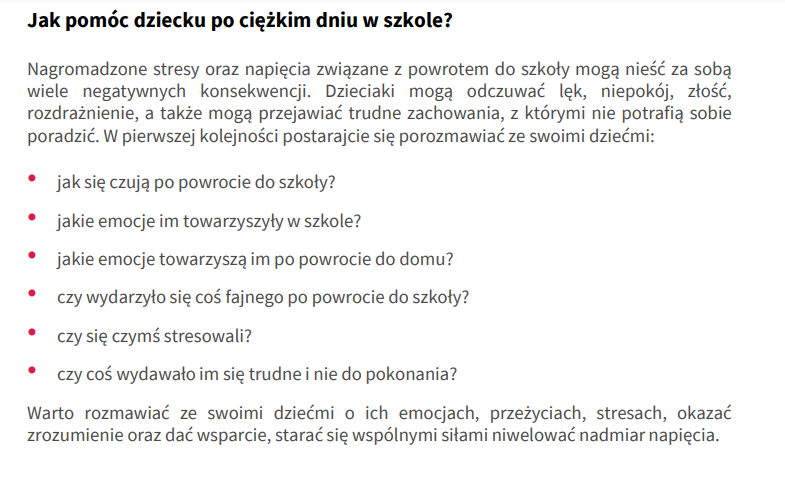 Jak pomóc dziecku po ciężkim dniu w szkole?
Nagromadzone stresy oraz napięcia związane z powrotem do szkoły mogą nieść za sobą
wiele negatywnych konsekwencji. Dzieciaki mogą odczuwać lęk, niepokój, złość,
rozdrażnienie, a także mogą przejawiać trudne zachowania, z którymi nie potrafią sobie
poradzić. W pierwszej kolejności postarajcie się porozmawiać ze swoimi dziećmi:
• jak się czują po powrocie do szkoły?
• jakie emocje im towarzyszyły w szkole?
• jakie emocje towarzyszą im po powrocie do domu?
• czy wydarzyło się coś fajnego po powrocie do szkoły?
• czy się czymś stresowali?
• czy coś wydawało im się trudne i nie do pokonania?
Warto rozmawiać ze swoimi dziećmi o ich emocjach, przeżyciach, stresach, okazać
zrozumienie oraz dać wsparcie, starać się wspólnymi siłami niwelować nadmiar napięcia.